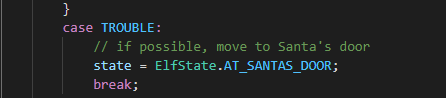 }
case TROUBLE:
// if possible, move to Santa's door
state = ElfState.AT_SANTAS_DOOR;
break;